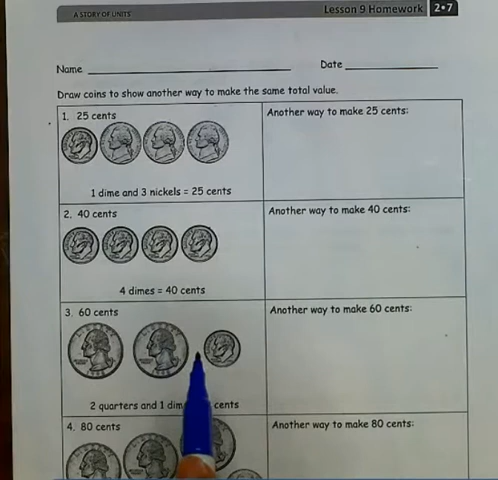 A STORY OF UNITS
Lesson 9 Homework 2•7
Name Date
Draw coins to show another way to make the same total value.
1. 25 cents
Another way to make 25 cents:
1 dime and 3 nickels = 25 cents
2. 40 cents
Another way to make 40 cents:
4 dimes = 40 cents
3. 60 cents
Another way to make 60 cents:
2 quarters and 1 cents
4. 80 cents
Another way to make 80 cents: